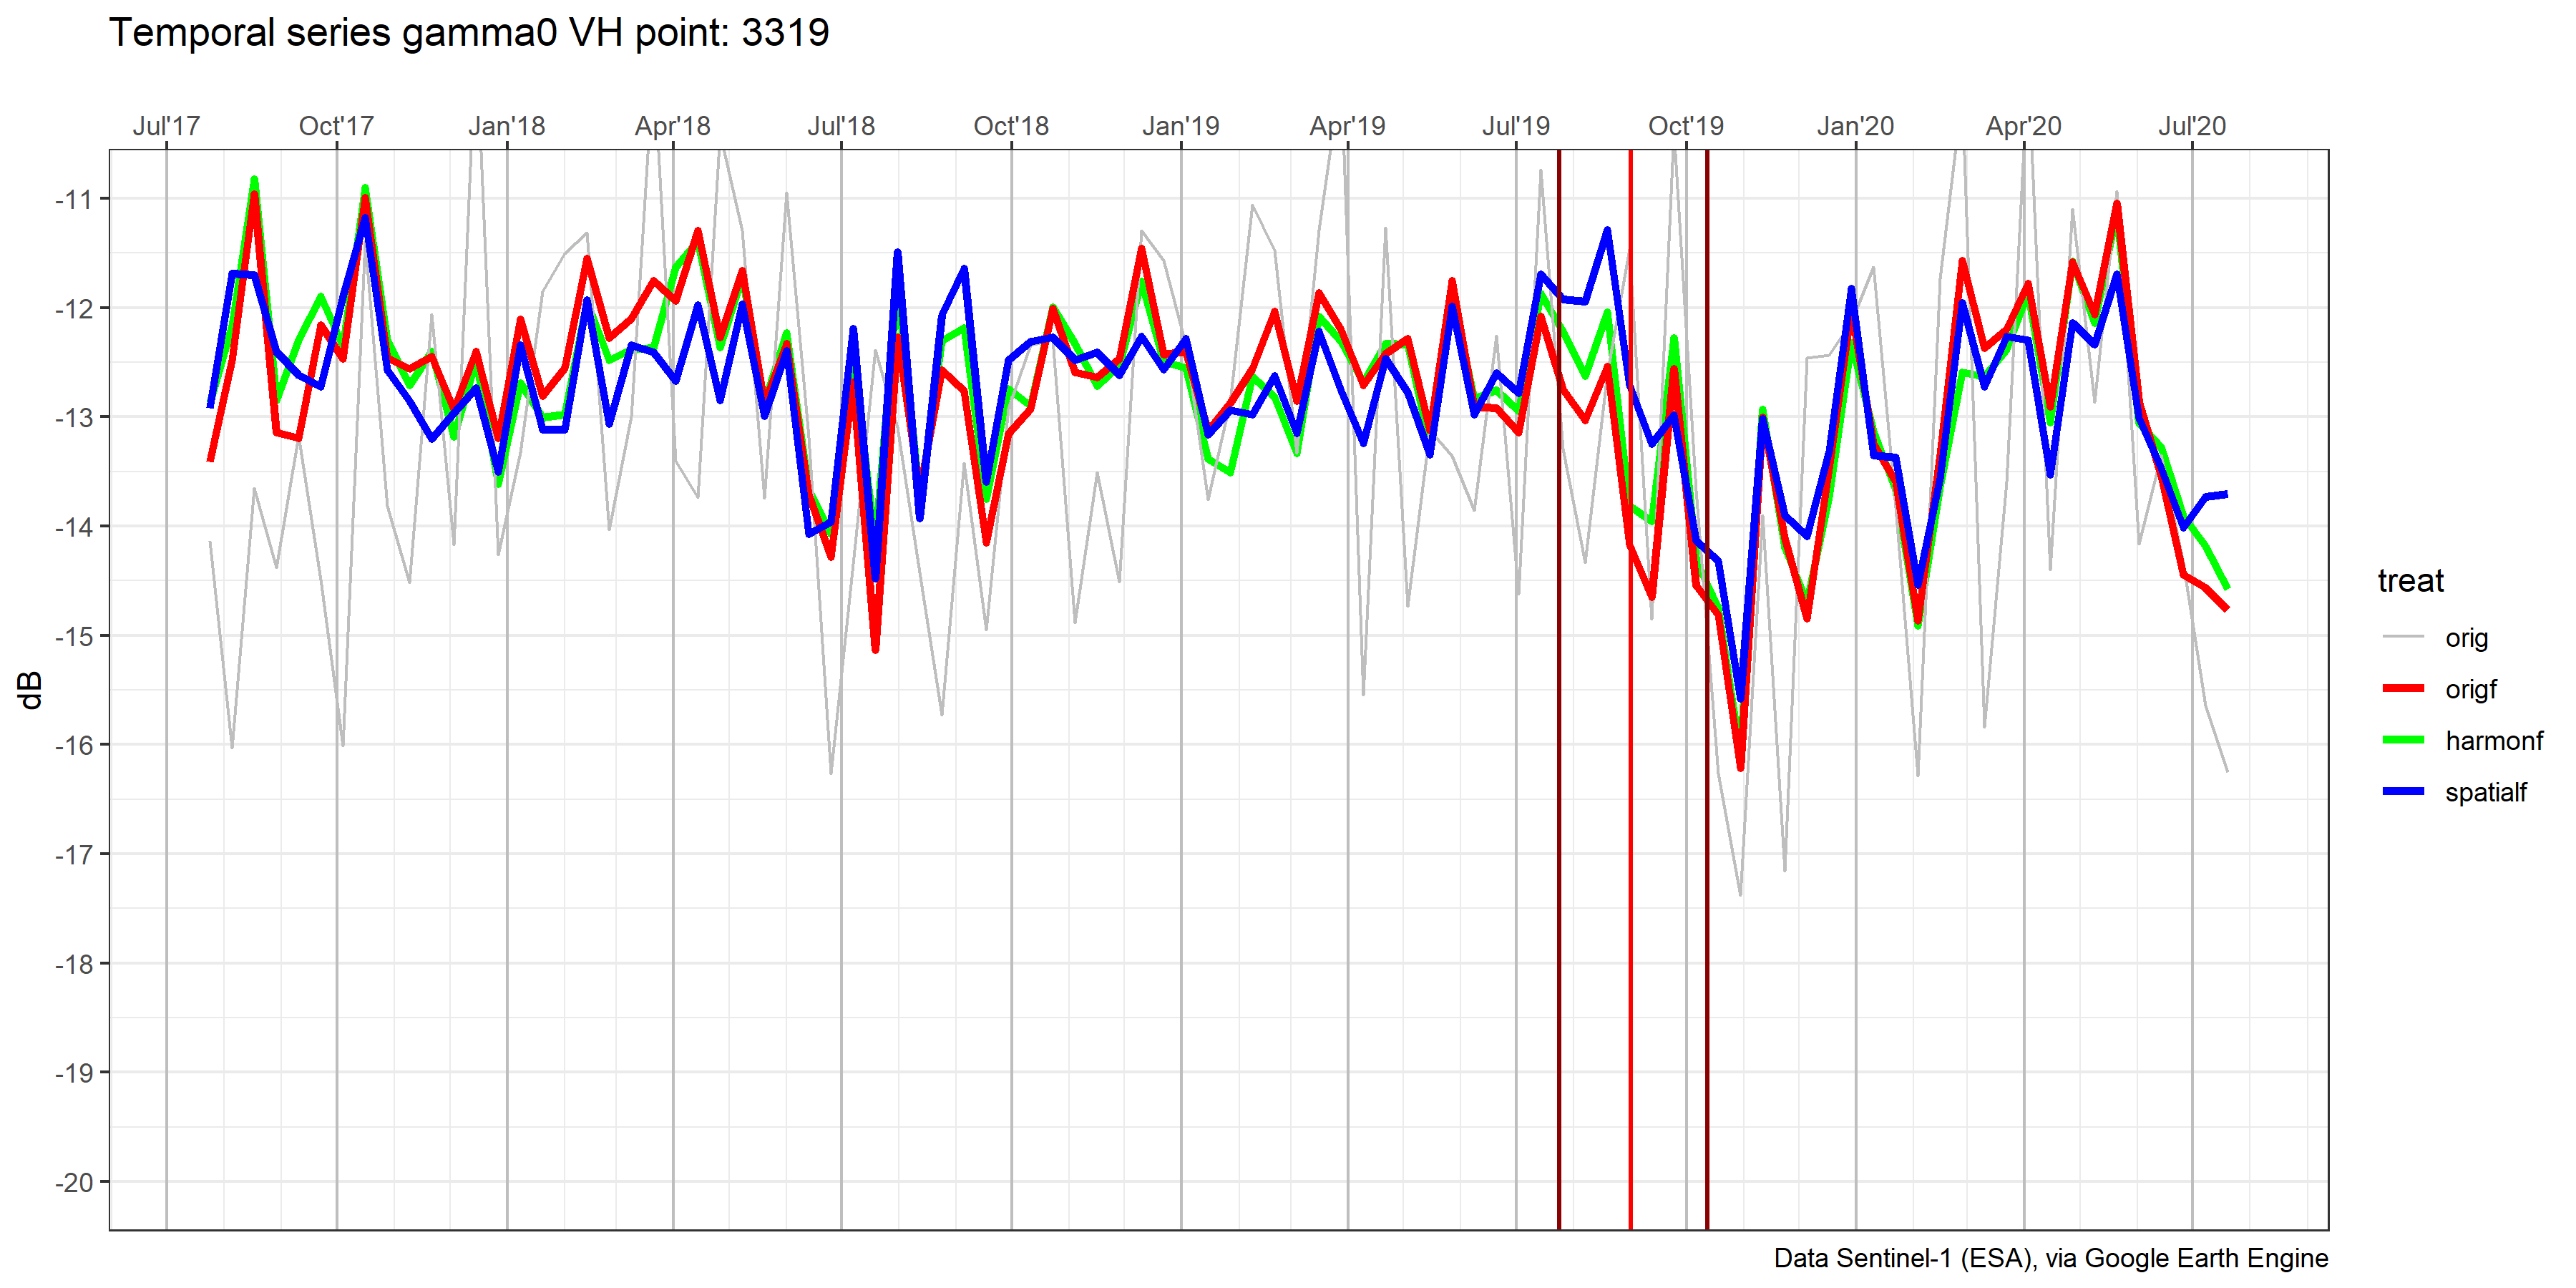 Temporal series gamma0 VH point: 3319
Jul'17 Oct'17 Jan'18 Apr'18 Jul'18 Oct'18 Jan'19 Apr'19 Jul'19 Oct'19 Jan'20 Apr'20 Jul'20
-11
-12
-13
-14
-15
-16
-17
-18
-19
-20
dB
treat
orig
origf
harmonf
spatialf
Data Sentinel-1 (ESA), via Google Earth Engine